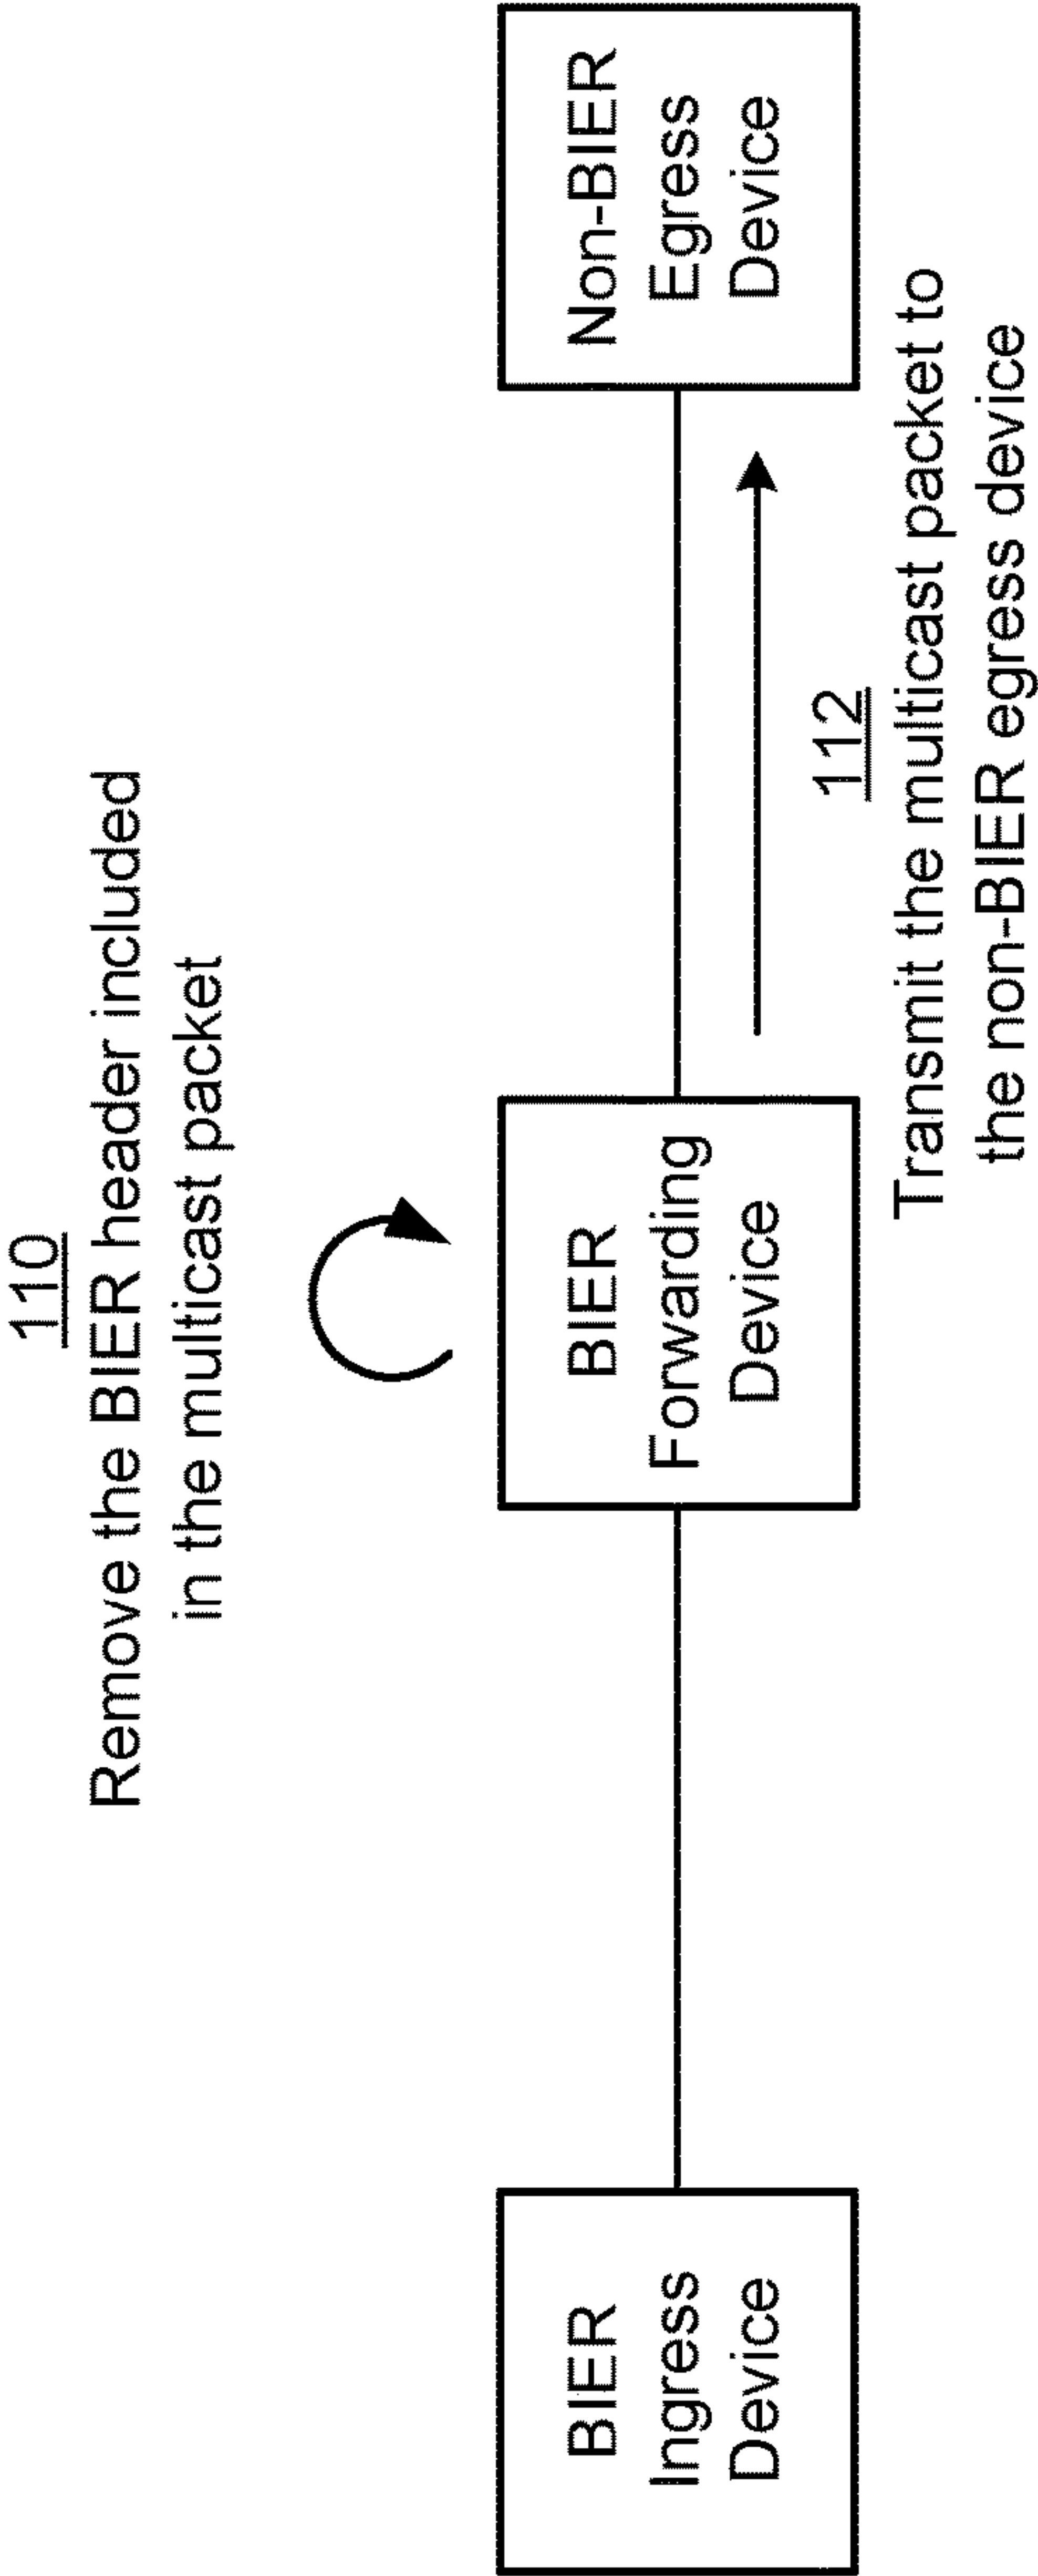 110
Remove the BIER header included
in the multicast packet
BIER
Ingress
Device
BIER
Forwarding
Device
Non-BIER
Egress
Device
112
Transmit the multicast packet to
the non-BIER egress device